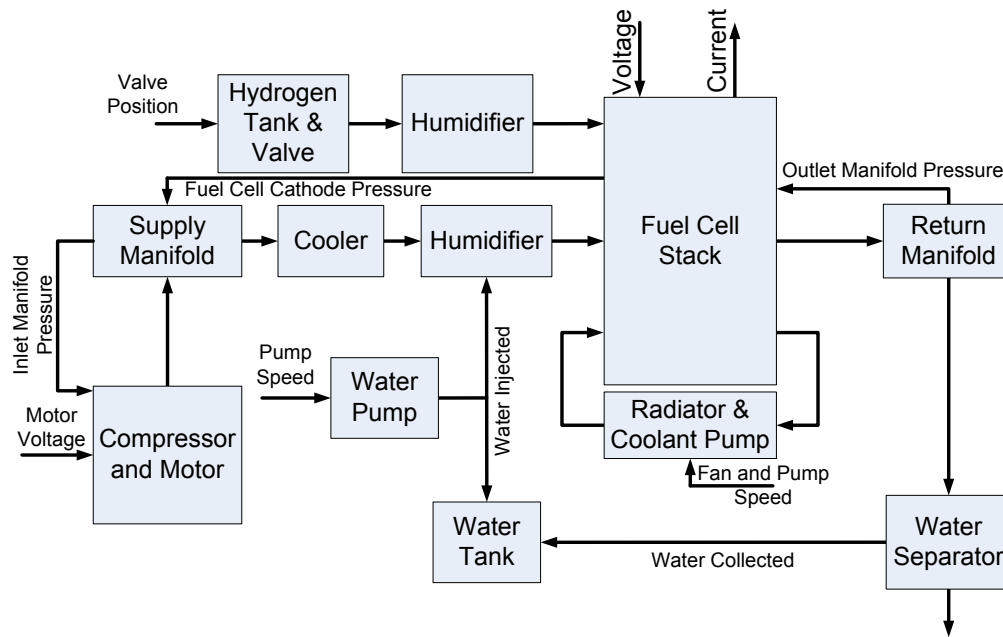 Voltage
Current
Valve
Position
Hydrogen
Tank &
Valve
Humidifier
Fuel Cell Cathode Pressure
Outlet Manifold Pressure
Supply
Manifold
Cooler
Humidifier
Fuel Cell
Stack
Return
Manifold
Inlet Manifold
Pressure
Pump
Speed
Water
Pump
Water Injected
Radiator &
Coolant Pump
Motor
Voltage
Compressor
and Motor
Fan and Pump
Speed
Water
Tank
Water Collected
Water
Separator